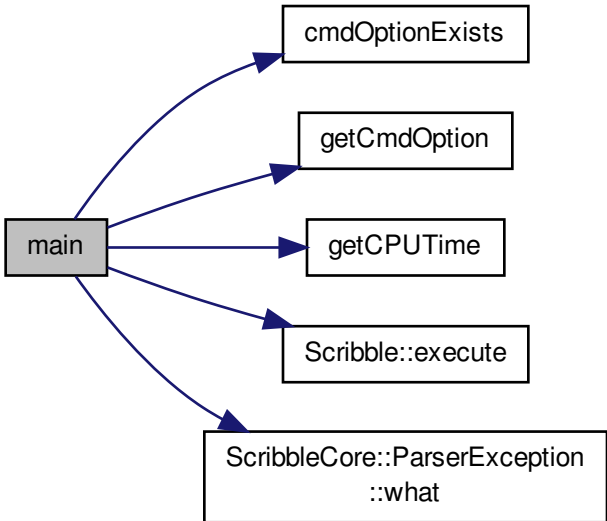 cmdOptionExists
getCmdOption
main
getCPUTime
Scribble::execute
ScribbleCore::ParserException
::what